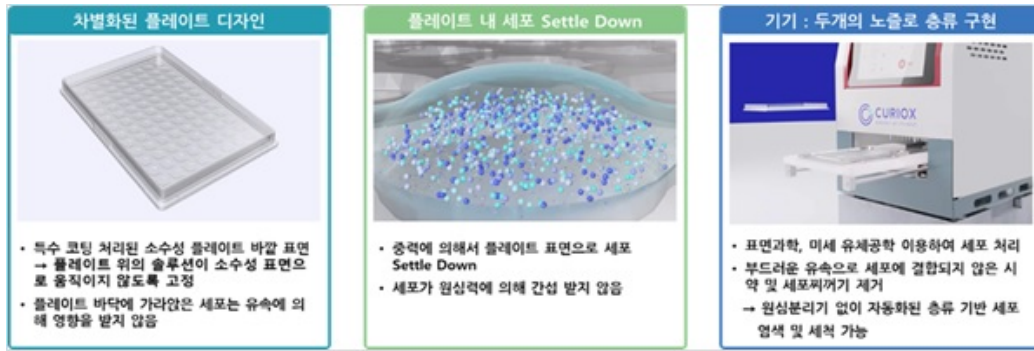 차별화된 플레이트 디자인
• 특수 코팅 처리된 소수성 플레이트 바깥 표면
→ 플레이트 위의 솔루션이 소수성 표면으
로 움직이지 않도록 고정
• 플레이트 바닥에 가라앉은 세포는 유속에 의
해 영향을 받지 않음
플레이트 내 세포 Settle Down
• 중력에 의해서 플레이트 표면으로 세포
Settle Down
• 세포가 원심력에 의해 간섭 받지 않음
기기 : 두개의 노즐로 층류 구현
CURIOX
• 표면과학, 미세 유체공학 이용하여 세포 처리
• 부드러운 유속으로 세포에 결합되지 않은 시
약 및 세포찌꺼기 제거
→ 원심분리기 없이 자동화된 층류 기반 세포
염색 및 세척 가능